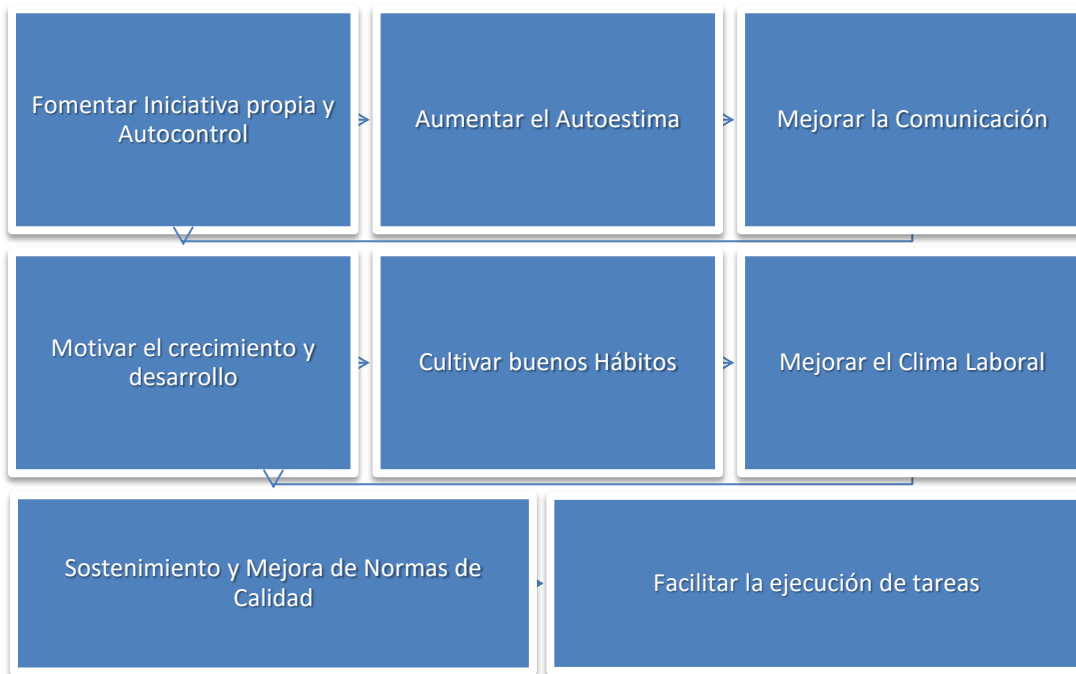 Fomentar Iniciativa propia y
Autocontrol
Aumentar el Autoestima
Mejorar la Comunicación
Motivar el crecimiento y
desarrollo
Cultivar buenos Hábitos
Mejorar el Clima Laboral
Sostenimiento y Mejora de Normas de
Calidad
Facilitar la ejecución de tareas